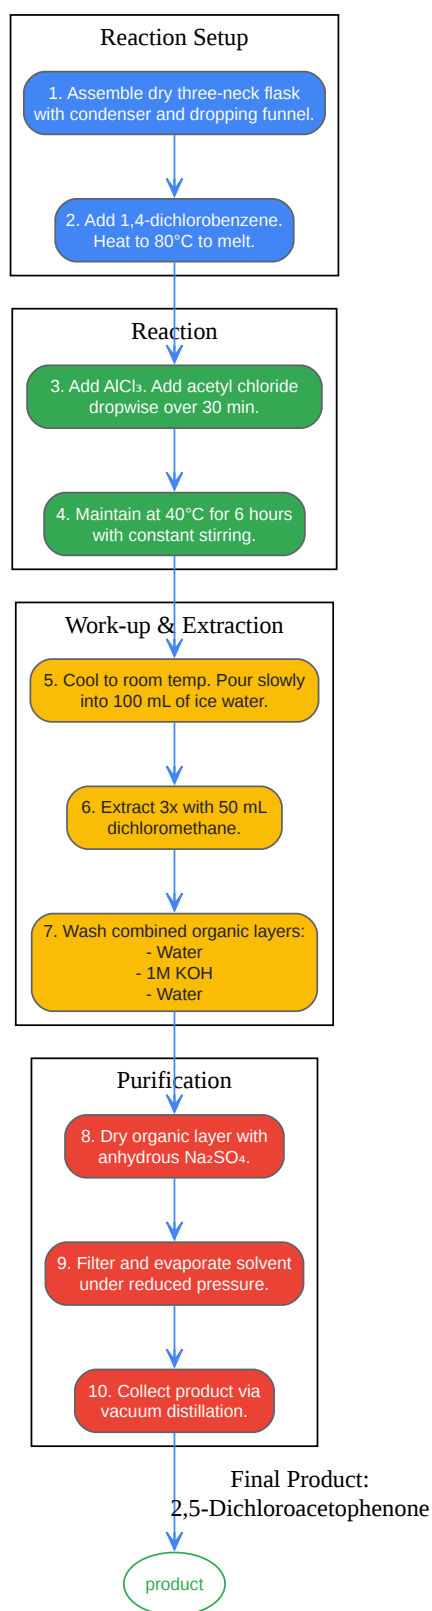 Reaction Setup
1. Assemble dry three-neck flask
with condenser and dropping funnel.
2. Add 1,4-dichlorobenzene.
Heat to 80°C to melt.
Reaction
3. Add AlCl₃. Add acetyl chloride
dropwise over 30 min.
4. Maintain at 40°C for 6 hours
with constant stirring.
Work-up & Extraction
5. Cool to room temp. Pour slowly
into 100 mL of ice water.
6. Extract 3x with 50 mL
dichloromethane.
7. Wash combined organic layers:
- Water
- 1M KOH
- Water
Purification
8. Dry organic layer with
anhydrous Na₂SO₄.
9. Filter and evaporate solvent
under reduced pressure.
10. Collect product via
vacuum distillation.
Final Product:
2,5-Dichloroacetophenone
product